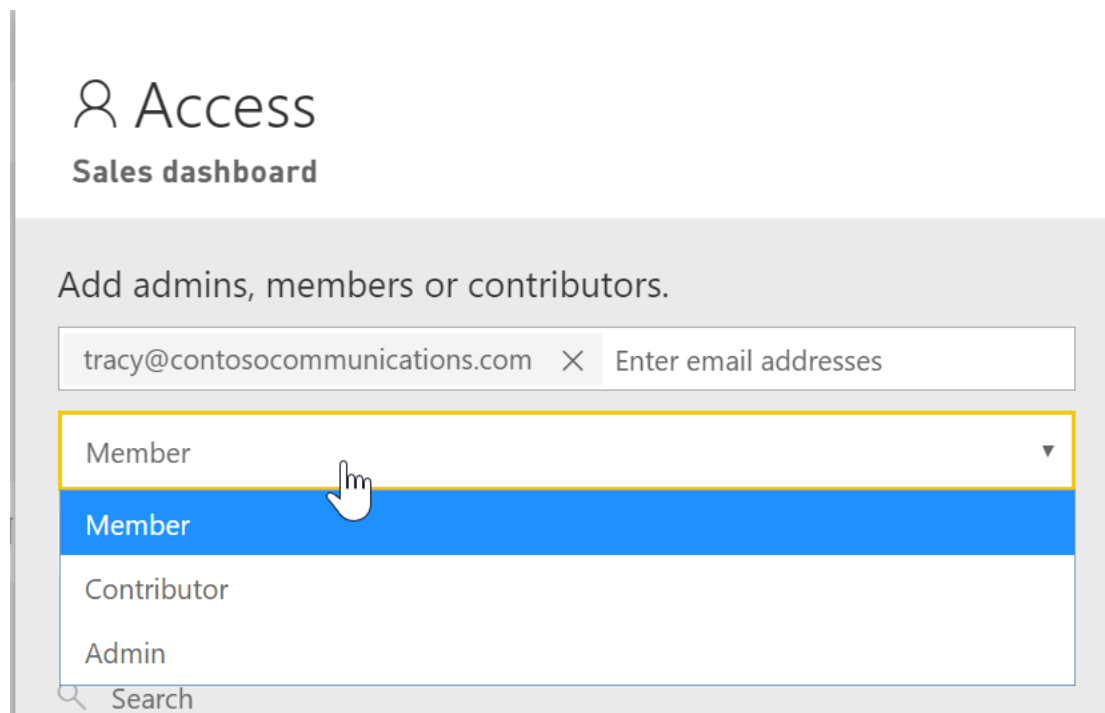 Access
Sales dashboard
Add admins, members or contributors.
tracy@contosocommunications.com Enter email addresses
Member
Member
Contributor
Admin
Search